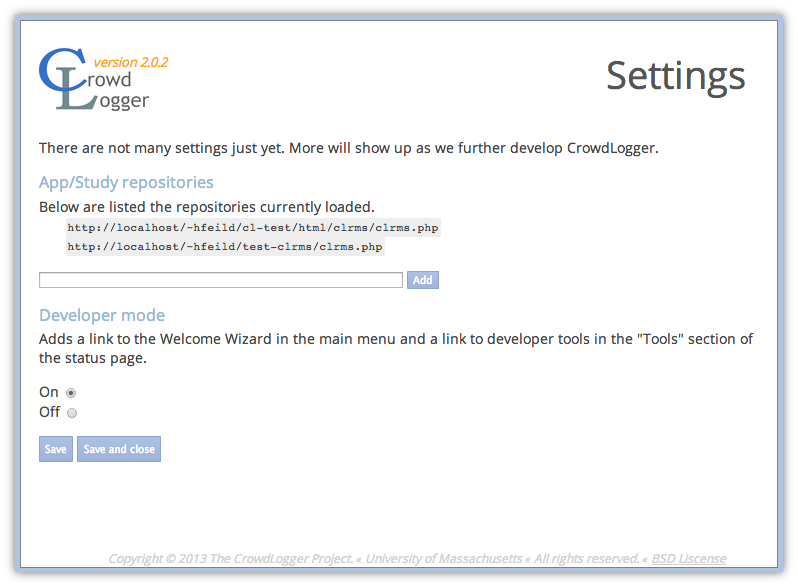 version 2.0.2
Crowd
Logger
Settings
There are not many settings just yet. More will show up as we further develop CrowdLogger.
App/Study repositories
Below are listed the repositories currently loaded.
http://localhost/~hfeild/cl-test/html/clrms/clrms.php
http://localhost/~hfeild/test-clrms/clrms.php
Add
Developer mode
Adds a link to the Welcome Wizard in the main menu and a link to developer tools in the "Tools" section of
the status page.
On
Off
Save Save and close
Copyright © 2013 The CrowdLogger Project. « University of Massachusetts « All rights reserved. « BSD Liscense